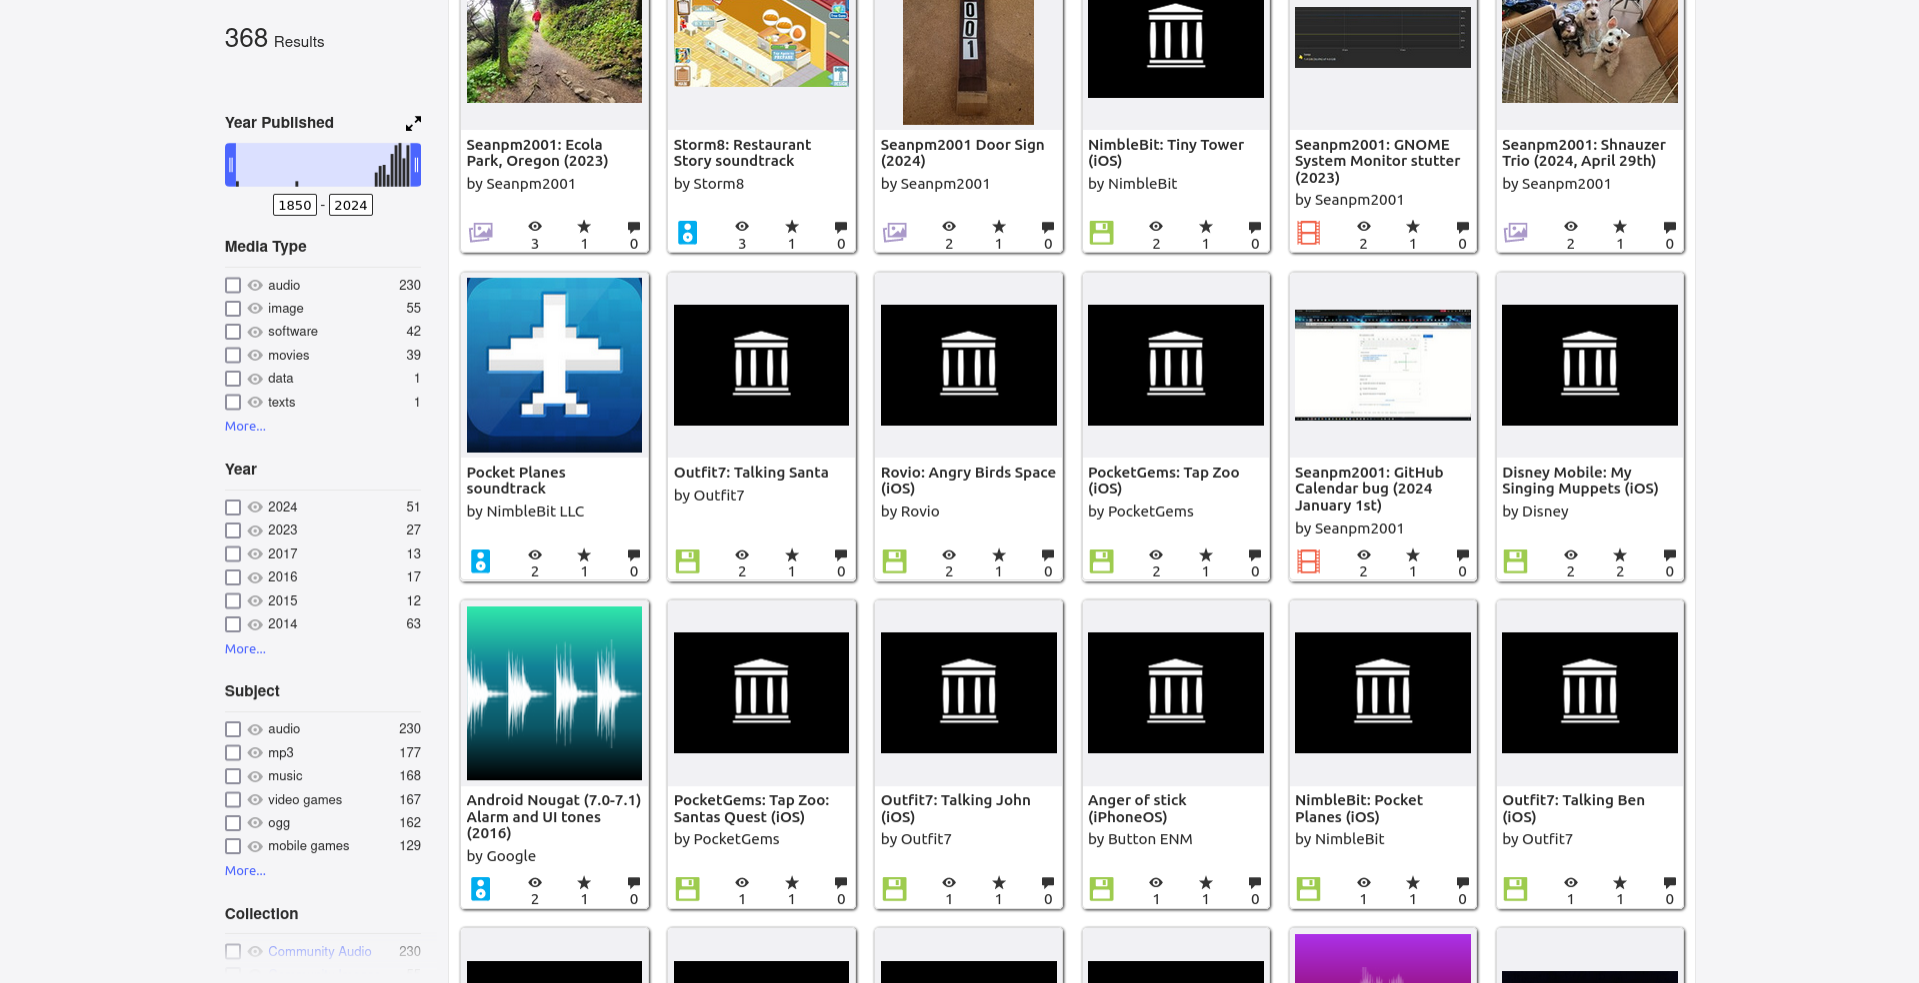 368 Results
Year Published
1850 - 2024
Media Type
audio 230
image 55
software 42
movies 39
data 1
texts 1
More...
Year
2024 51
2023 27
2017 13
2016 17
2015 12
2014 63
More...
Subject
audio 230
mp3 177
music 168
video games 167
ogg 162
mobile games 129
More...
Collection
Community Audio 230
001
Seanpm2001: Ecola
Park, Oregon (2023)
by Seanpm2001
3 1 0
Storm8: Restaurant
Story soundtrack
by Storm8
3 1 0
Seanpm2001 Door Sign
(2024)
by Seanpm2001
2 1 0
NimbleBit: Tiny Tower
(iOS)
by NimbleBit
2 1 0
Seanpm2001: GNOME
System Monitor stutter
(2023)
by Seanpm2001
2 1 0
Seanpm2001: Shnauzer
Trio (2024, April 29th)
by Seanpm2001
2 1 0
Pocket Planes
soundtrack
by NimbleBit LLC
2 1 0
Outfit7: Talking Santa
by Outfit7
2 1 0
Rovio: Angry Birds Space
(iOS)
by Rovio
2 1 0
PocketGems: Tap Zoo
(iOS)
by PocketGems
2 1 0
Seanpm2001: GitHub
Calendar bug (2024
January 1st)
by Seanpm2001
2 1 0
Disney Mobile: My
Singing Muppets (iOS)
by Disney
2 2 0
Android Nougat (7.0-7.1)
Alarm and UI tones
(2016)
by Google
2 1 0
PocketGems: Tap Zoo:
Santas Quest (iOS)
by PocketGems
1 1 0
Outfit7: Talking John
(iOS)
by Outfit7
1 1 0
Anger of stick
(iPhoneOS)
by Button ENM
1 1 0
NimbleBit: Pocket
Planes (iOS)
by NimbleBit
1 1 0
Outfit7: Talking Ben
(iOS)
by Outfit7
1 1 0